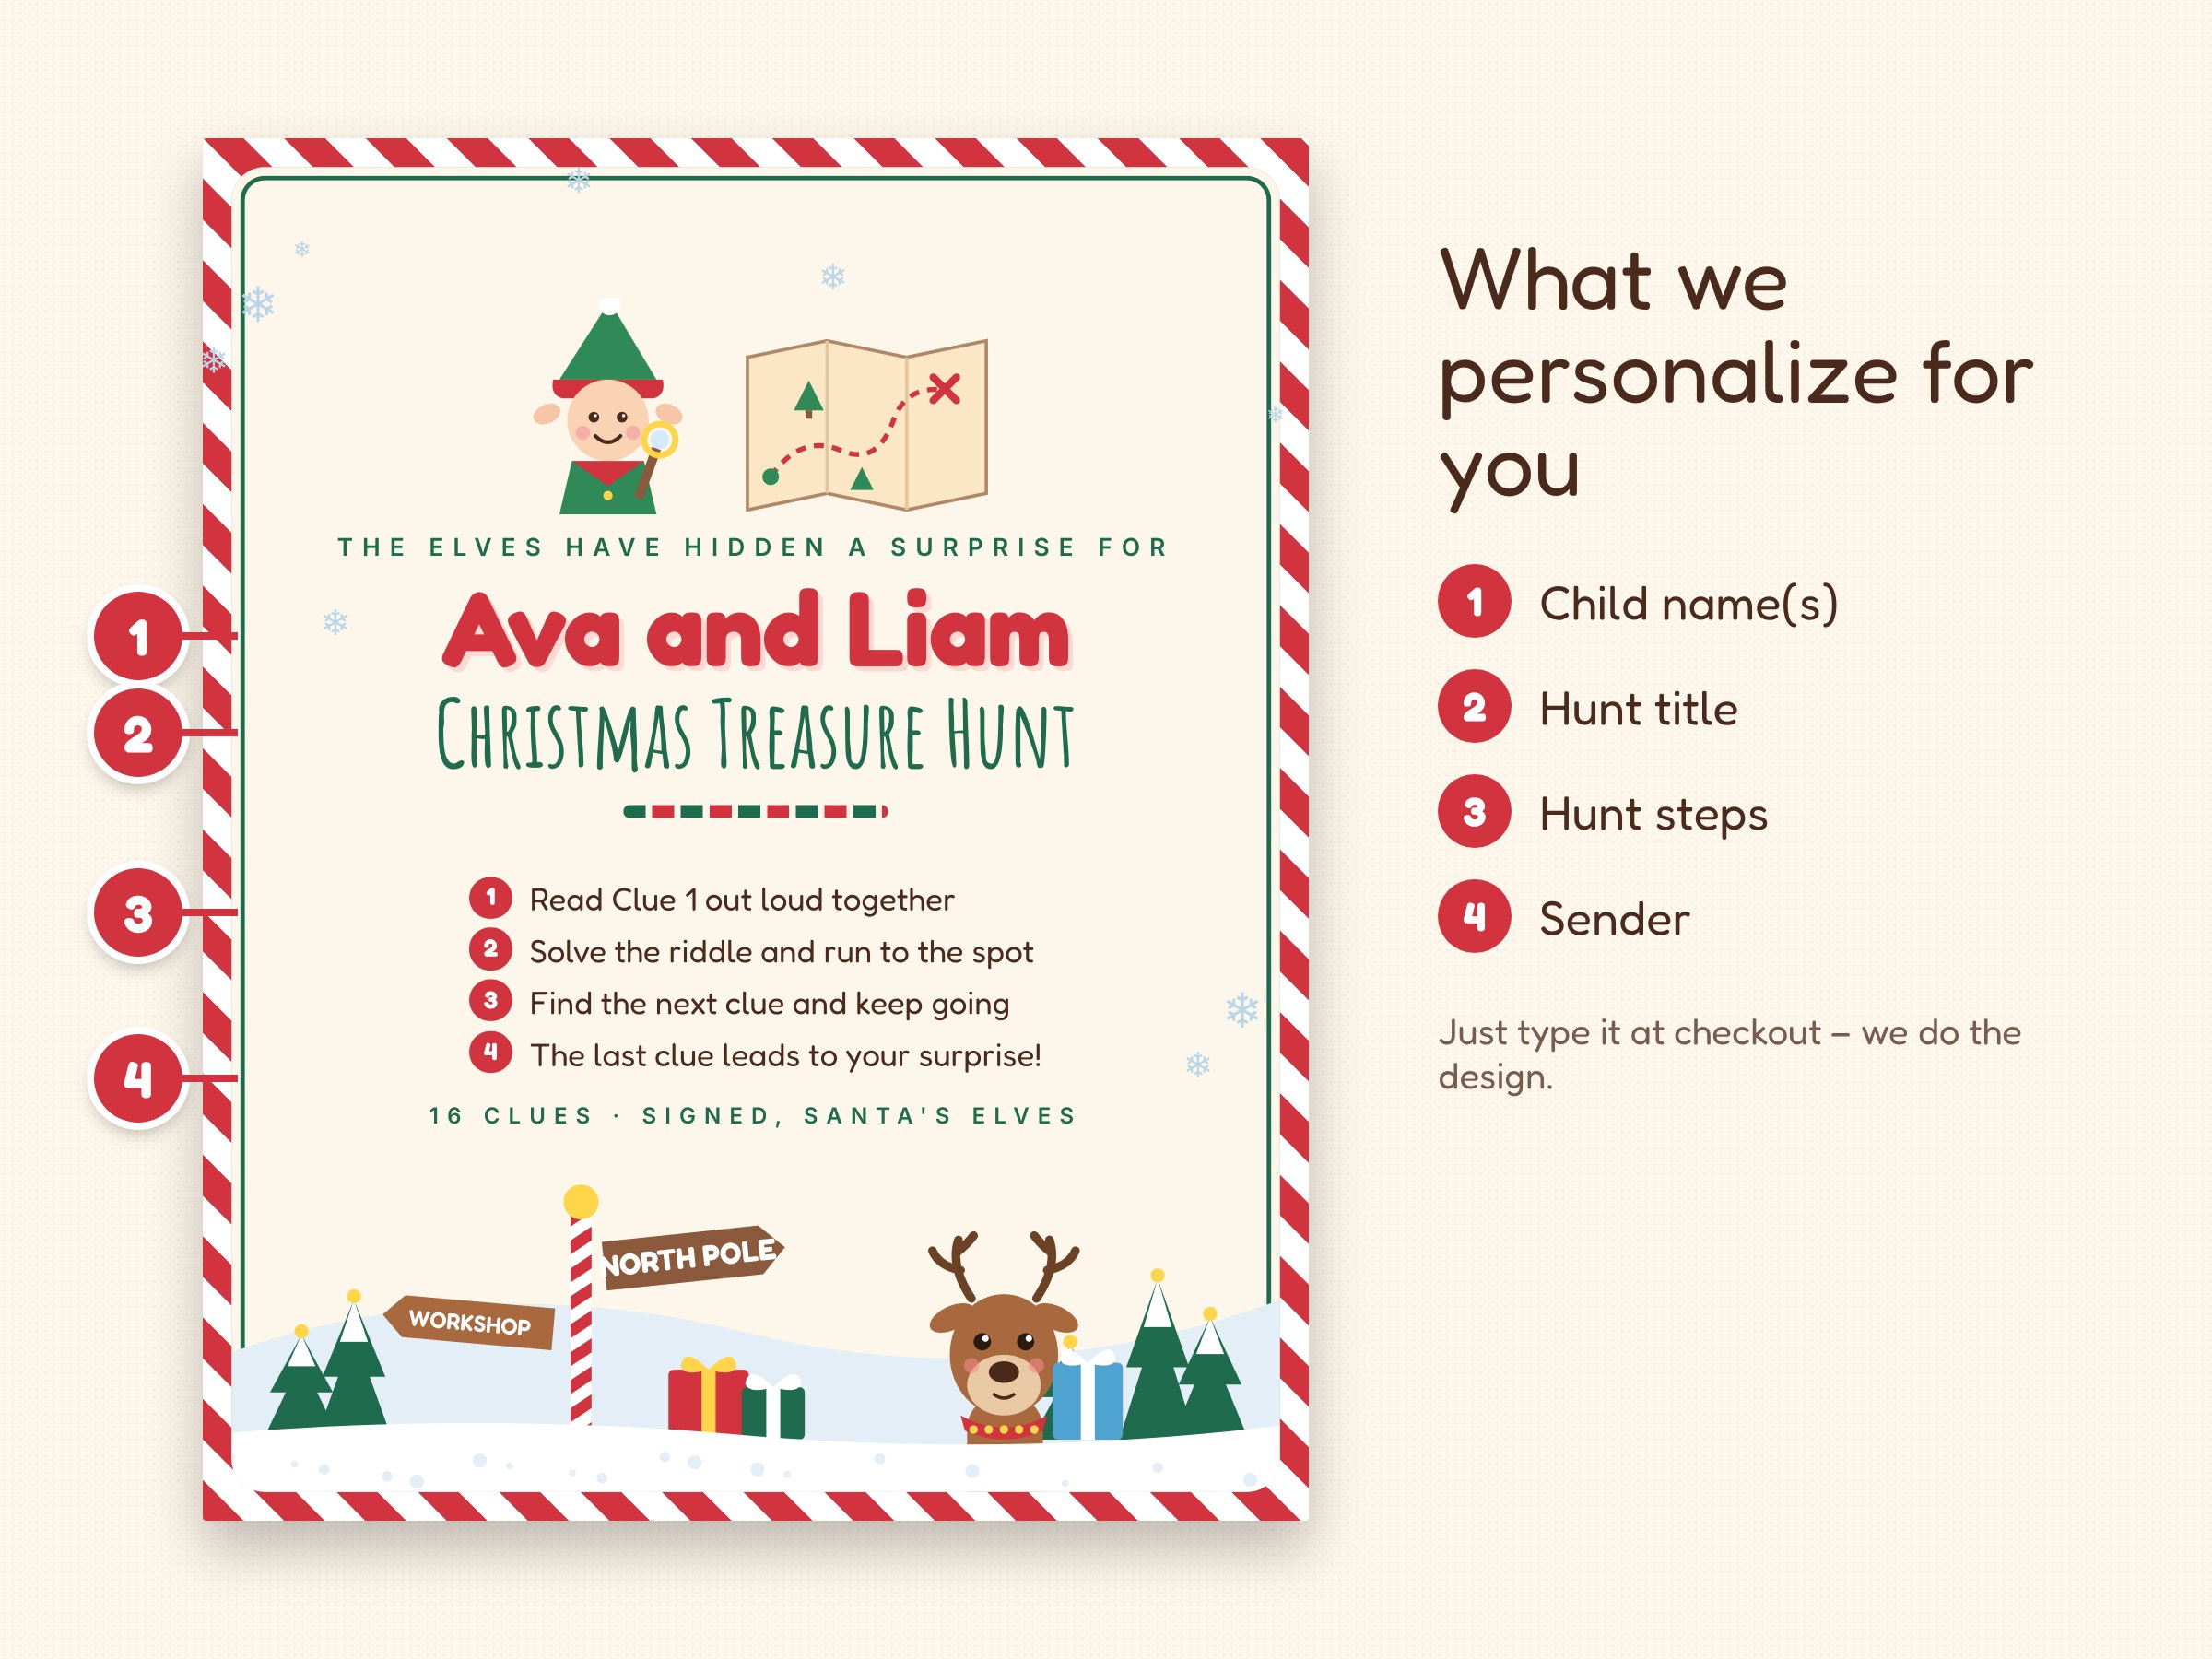 THE ELVES HAVE HIDDEN A SURPRISE FOR
Ava and Liam
Christmas Treasure Hunt
1 Read Clue 1 out loud together
2 Solve the riddle and run to the spot
3 Find the next clue and keep going
4 The last clue leads to your surprise!
16 CLUES · SIGNED, SANTA'S ELVES
NORTH POLE
WORKSHOP
1
2
3
4
What we
personalize for
you
1 Child name(s)
2 Hunt title
3 Hunt steps
4 Sender
Just type it at checkout – we do the
design.